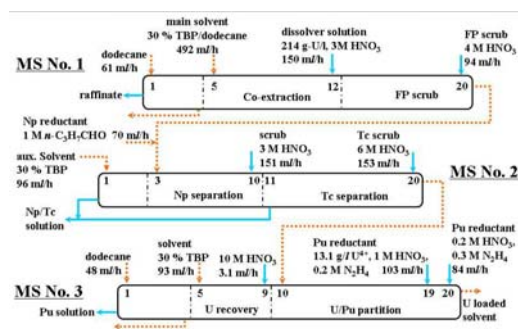 main solvent
30 % TBP/dodecane
492 ml/h
dissolver solution
214 g-U/l, 3M HNO3
150 ml/h
FP scrub
4 M HNO3
94 ml/h
dodecane
61 ml/h
MS No. 1
1
5
12
20
raffinate
Co-extraction
FP scrub
Np reductant
1 M n-C3H7CHO 70 ml/h
aux. Solvent
30 % TBP
96 ml/h
scrub
3 M HNO3
151 ml/h
Tc scrub
6 M HNO3
153 ml/h
MS No. 2
1
3
10
11
20
Np separation
Tc separation
Np/Tc
solution
dodecane
48 ml/h
solvent
30 % TBP
93 ml/h
10 M HNO3
3.1 ml/h
Pu reductant
13.1 g/l U4+, 1 M HNO3,
0.2 M N2H4 103 ml/h
Pu reductant
0.2 M HNO3,
0.3 M N2H4
84 ml/h
MS No. 3
1
5
9
10
19
20
Pu solution
U recovery
U/Pu partition
U loaded
solvent